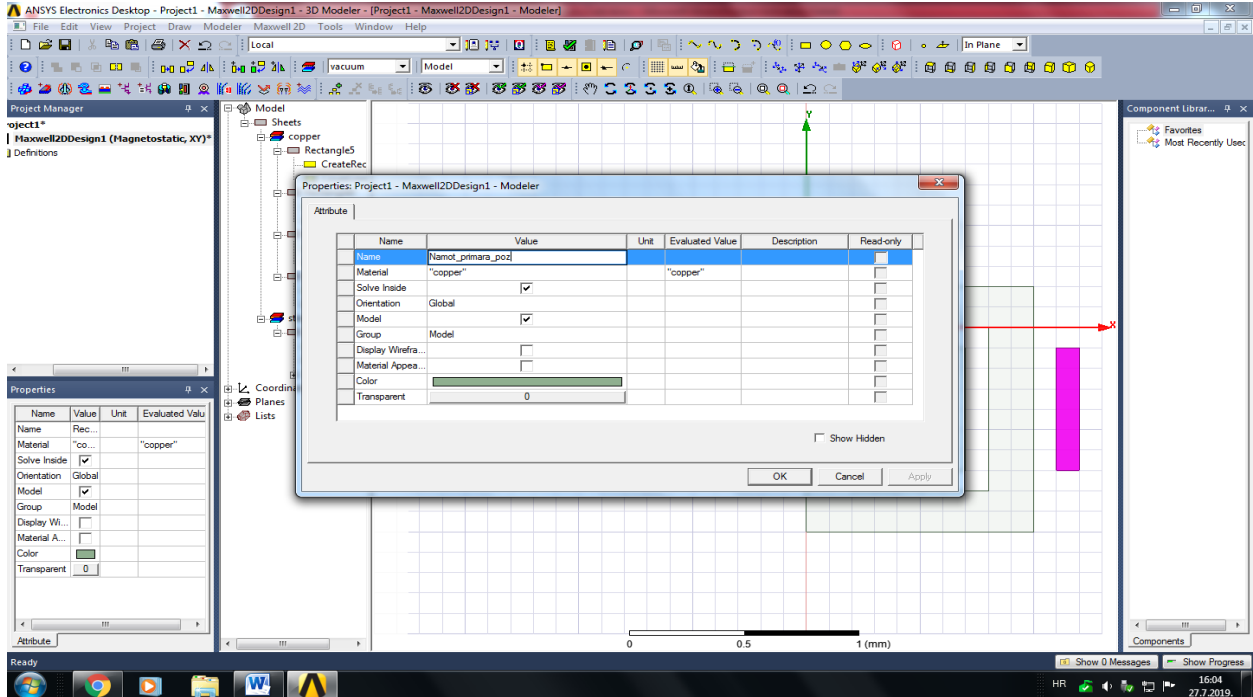 ANSYS Electronics Desktop - Project1 - Maxwell2DDesign1 - 3D Modeler - [Project1 - Maxwell2DDesign1 - Modeler]
File Edit View Project Draw Modeler Maxwell 2D Tools Window Help
Local In Plane
vacuum Model
Project Manager
roject1*
Maxwell2DDesign1 (Magnetostatic, XY)*
Definitions
Model
Sheets
copper
Rectangle5
CreateRec
st
Coordina
Planes
Lists
Properties
Name Value Unit Evaluated Valu
Name Rec...
Material "co... "copper"
Solve Inside
Orientation Global
Model
Group Model
Display Wi...
Material A...
Color
Transparent 0
Attribute
Properties: Project1 - Maxwell2DDesign1 - Modeler
Attribute
Name Value Unit Evaluated Value Description Read-only
Name Namot_primara_poz
Material "copper" "copper"
Solve Inside
Orientation Global
Model
Group Model
Display Wirefra...
Material Appea...
Color
Transparent 0
Show Hidden
OK Cancel Apply
Y
X
0 0.5 1 (mm)
Component Librar...
Favorites
Most Recently Usec
Components
Ready
Show 0 Messages Show Progress
HR 16:04
27.7.2019.